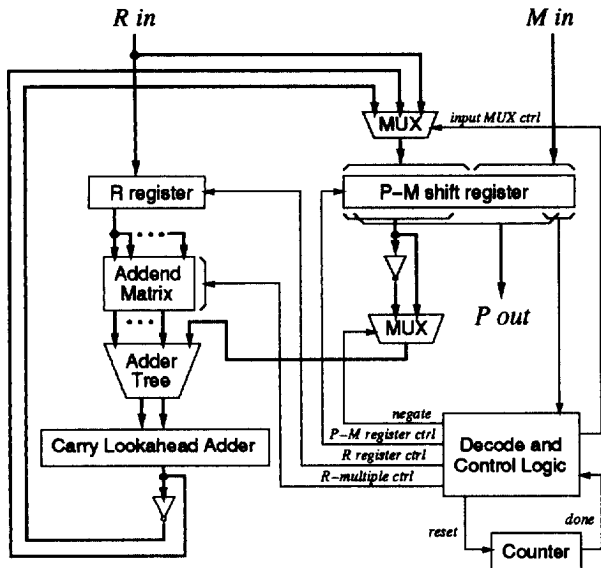 R in
M in
MUX
input MUX ctrl
R register
P-M shift register
Addend
Matrix
P out
MUX
Adder
Tree
negate
P-M register ctrl
R register ctrl
R-multiple ctrl
Carry Lookahead Adder
Decode and
Control Logic
reset
done
Counter